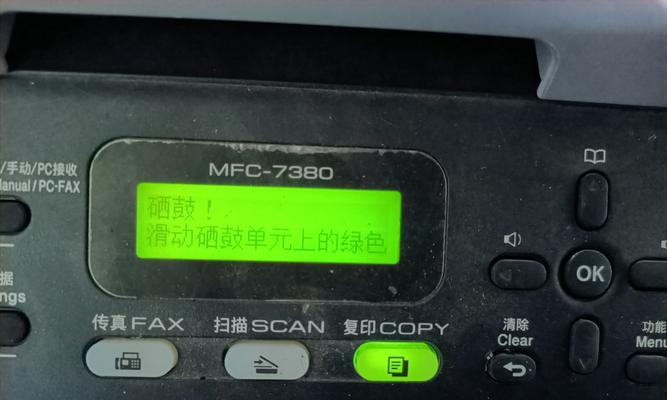 /手动/PC接收
anual/PC-FAX
MFC-7380
硒鼓！
滑动硒鼓单元上的绿色
据
ngs
传真 FAX
扫描 SCAN
复印 COPY
OK
清除
Clear
功能
Menu